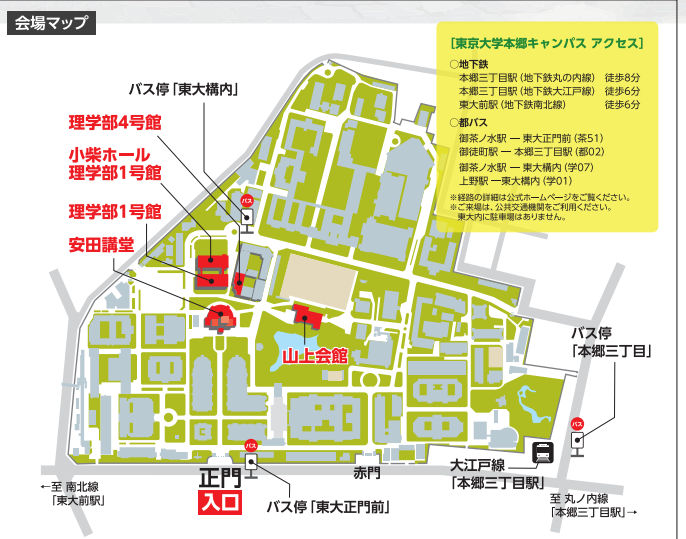 会場マップ
[東京大学本郷キャンパス アクセス]
○地下鉄
本郷三丁目駅(地下鉄丸の内線) 徒歩8分
本郷三丁目駅(地下鉄大江戸線) 徒歩6分
東大前駅(地下鉄南北線) 徒歩6分
○都バス
御茶ノ水駅 ー 東大正門前(茶51)
御徒町駅 ー 本郷三丁目駅(都02)
御茶ノ水駅 ー 東大構内(学07)
上野駅 ー東大構内(学01)
※経路の詳細は公式ホームページをご覧ください。
※ご来場は、公共交通機関をご利用ください。
東大内に駐車場はありません。
バス停「東大構内」
理学部4号館
小柴ホール
理学部1号館
理学部1号館
安田講堂
バス
山上会館
バス停
「本郷三丁目」
バス
バス
正門
入口
バス停「東大正門前」
赤門
大江戸線
「本郷三丁目駅」
←至 南北線
「東大前駅」
至 丸ノ内線
「本郷三丁目駅」→